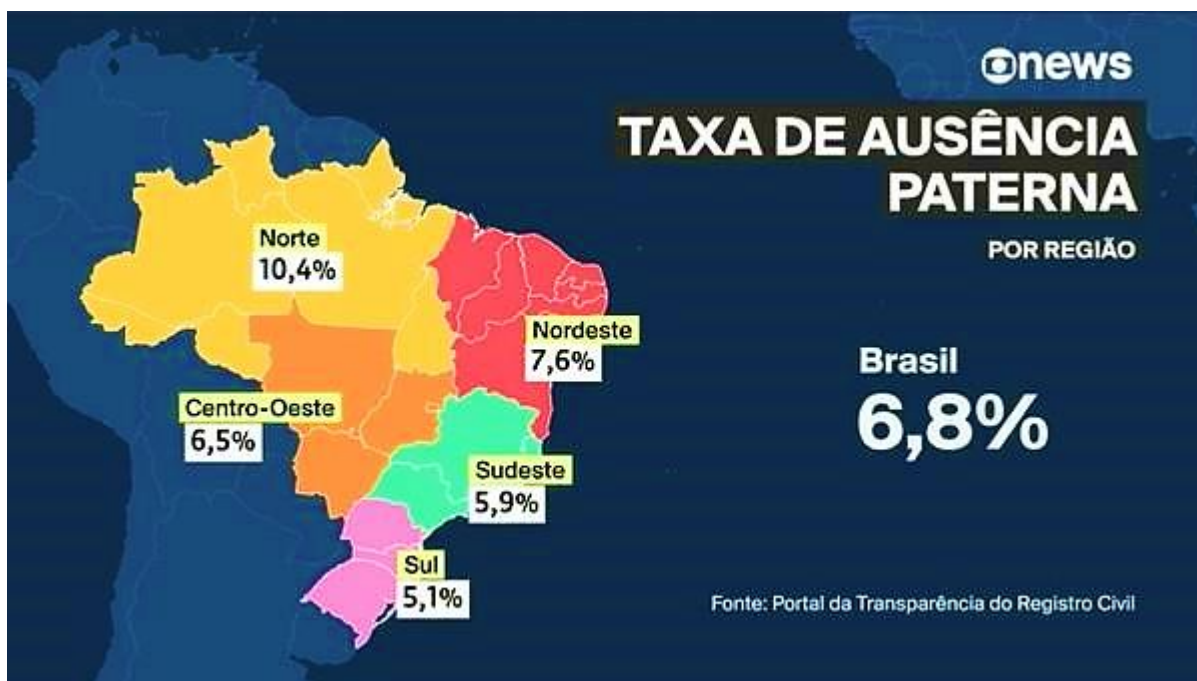 news
TAXA DE AUSÊNCIA
PATERNA
POR REGIÃO
Norte
10,4%
Nordeste
7,6%
Brasil
6,8%
Centro-Oeste
6,5%
Sudeste
5,9%
Sul
5,1%
Fonte: Portal da Transparência do Registro Civil